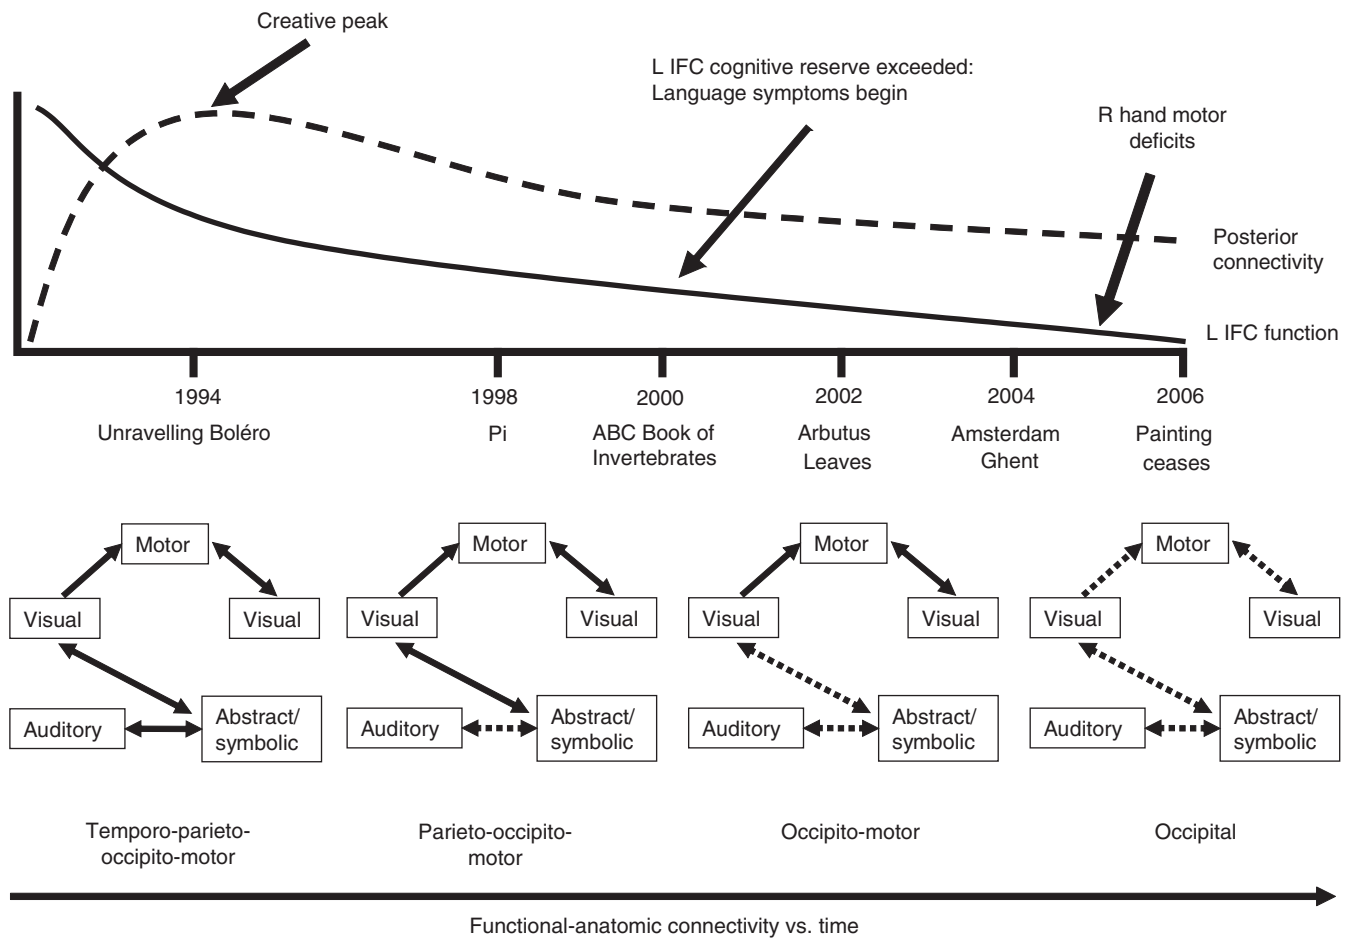 Creative peak
L IFC cognitive reserve exceeded:
Language symptoms begin
R hand motor
deficits
Posterior
connectivity
L IFC function
1994
1998
2000
2002
2004
2006
Unravelling Boléro
Pi
ABC Book of
Invertebrates
Arbutus
Leaves
Amsterdam
Ghent
Painting
ceases
Motor
Visual
Visual
Auditory
Abstract/
symbolic
Motor
Visual
Visual
Auditory
Abstract/
symbolic
Motor
Visual
Visual
Auditory
Abstract/
symbolic
Motor
Visual
Visual
Auditory
Abstract/
symbolic
Temporo-parieto-
occipito-motor
Parieto-occipito-
motor
Occipito-motor
Occipital
Functional-anatomic connectivity vs. time